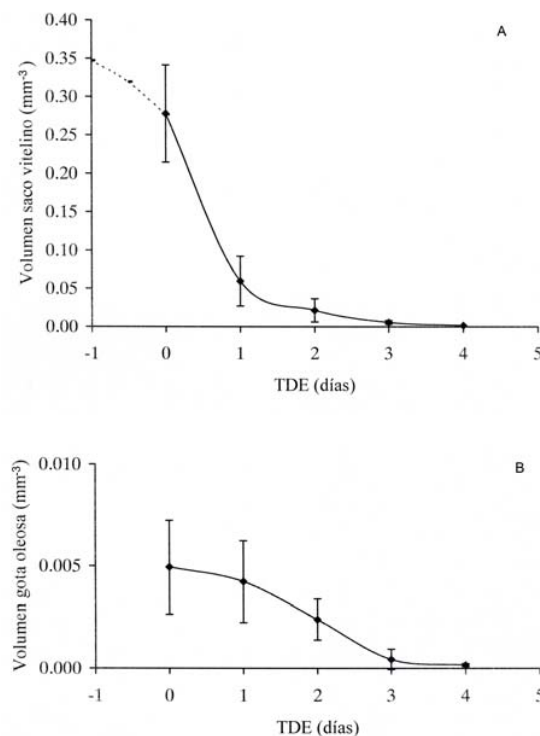 A
Volumen saco vitelino (mm-3)
0.40
0.35
0.30
0.25
0.20
0.15
0.10
0.05
0.00
-1 0 1 2 3 4 5
TDE (días)
B
Volumen gota oleosa (mm-3)
0.010
0.005
0.000
-1 0 1 2 3 4 5
TDE (días)